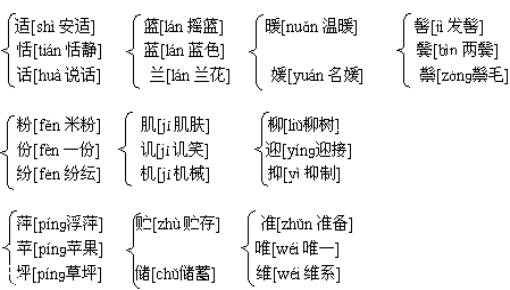 适[shì 安适] 篮[lán 摇篮] 暖[nuǎn 温暖] 髻[jì 发髻]
恬[tián 恬静] 蓝[lán 蓝色] 鬓[bìn 两鬓]
话[huà 说话] 兰[lán 兰花] 媛[yuán 名媛] 鬃[zōng鬃毛]
粉[fěn 米粉] 肌[jī 肌肤] 柳[liǔ柳树]
份[fèn 一份] 讥[jī 讥笑] 迎[yíng迎接]
纷[fēn 纷纭] 机[jī 机械] 抑[yì 抑制]
萍[píng浮萍] 贮[zhù 贮存] 准[zhǔn 准备]
苹[píng苹果] 唯[wéi 唯一]
坪[píng草坪] 储[chǔ储蓄] 维[wéi 维系]